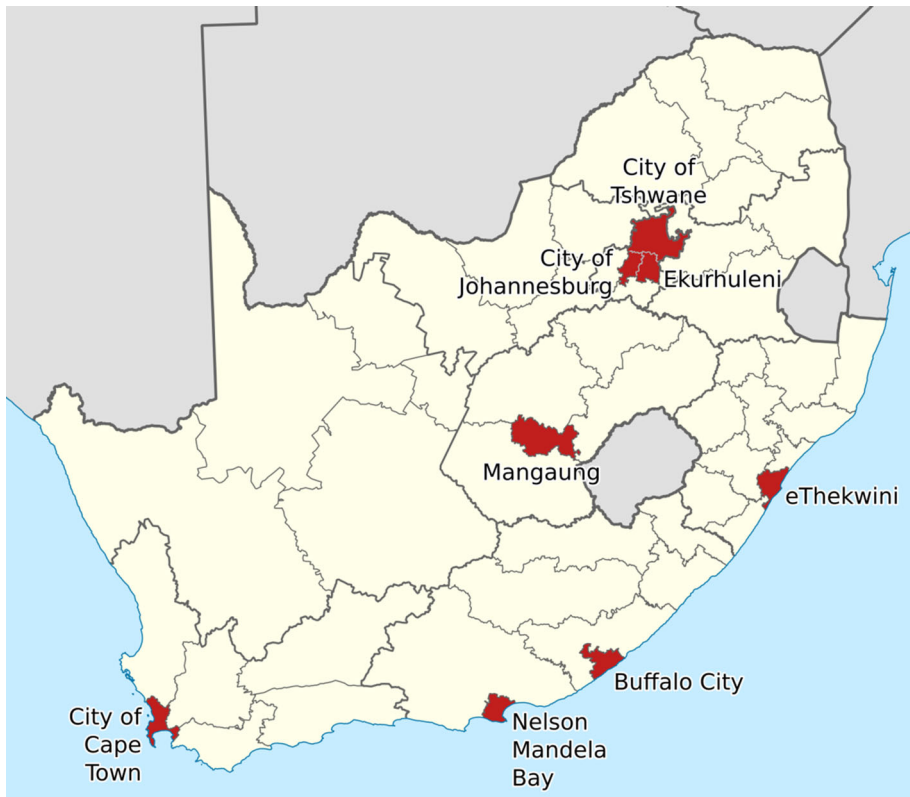 City of
Tshwane
City of
Johannesburg
Ekurhuleni
Mangaung
eThekwini
Buffalo City
Nelson
Mandela
Bay
City of
Cape
Town